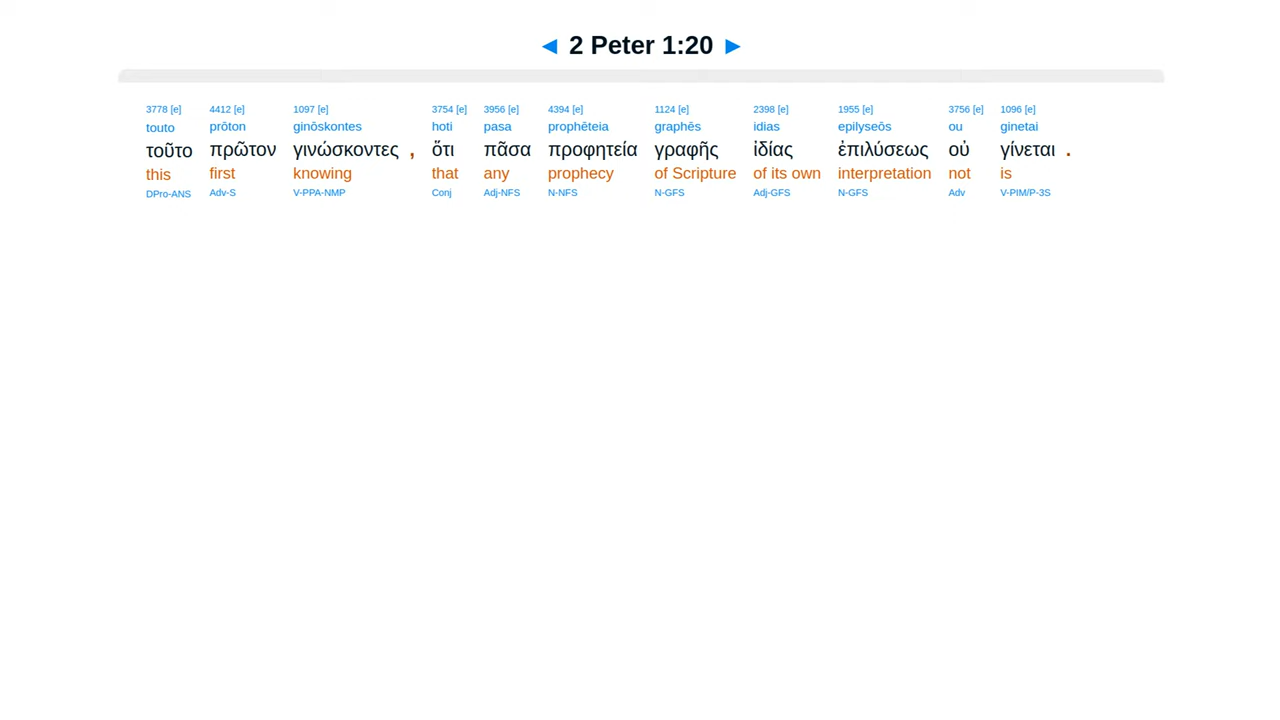 ◄ 2 Peter 1:20 ►
3778 [e] 4412 [e] 1097 [e] 3754 [e] 3956 [e] 4394 [e] 1124 [e] 2398 [e] 1955 [e] 3756 [e] 1096 [e]
touto prōton ginōskontes hoti pasa prophēteia graphēs idias epilyseōs ou ginetai
τοῦτο πρῶτον γινώσκοντες , ὅτι πᾶσα προφητεία γραφῆς ἰδίας ἐπιλύσεως οὐ γίνεται .
this first knowing that any prophecy of Scripture of its own interpretation not is
DPro-ANS Adv-S V-PPA-NMP Conj Adj-NFS N-NFS N-GFS Adj-GFS N-GFS Adv V-PIM/P-3S